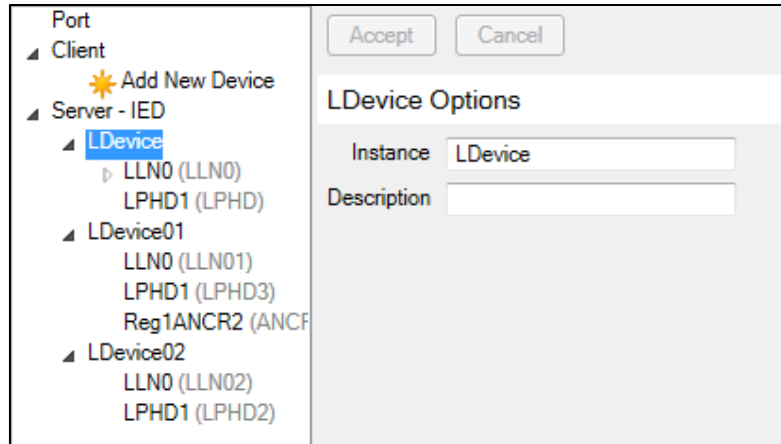 Port
Client
Add New Device
Server - IED
LDevice
LLN0 (LLN0)
LPHD1 (LPHD)
LDevice01
LLN0 (LLN01)
LPHD1 (LPHD3)
Reg1ANCR2 (ANCF
LDevice02
LLN0 (LLN02)
LPHD1 (LPHD2)
Accept Cancel
LDevice Options
Instance LDevice
Description